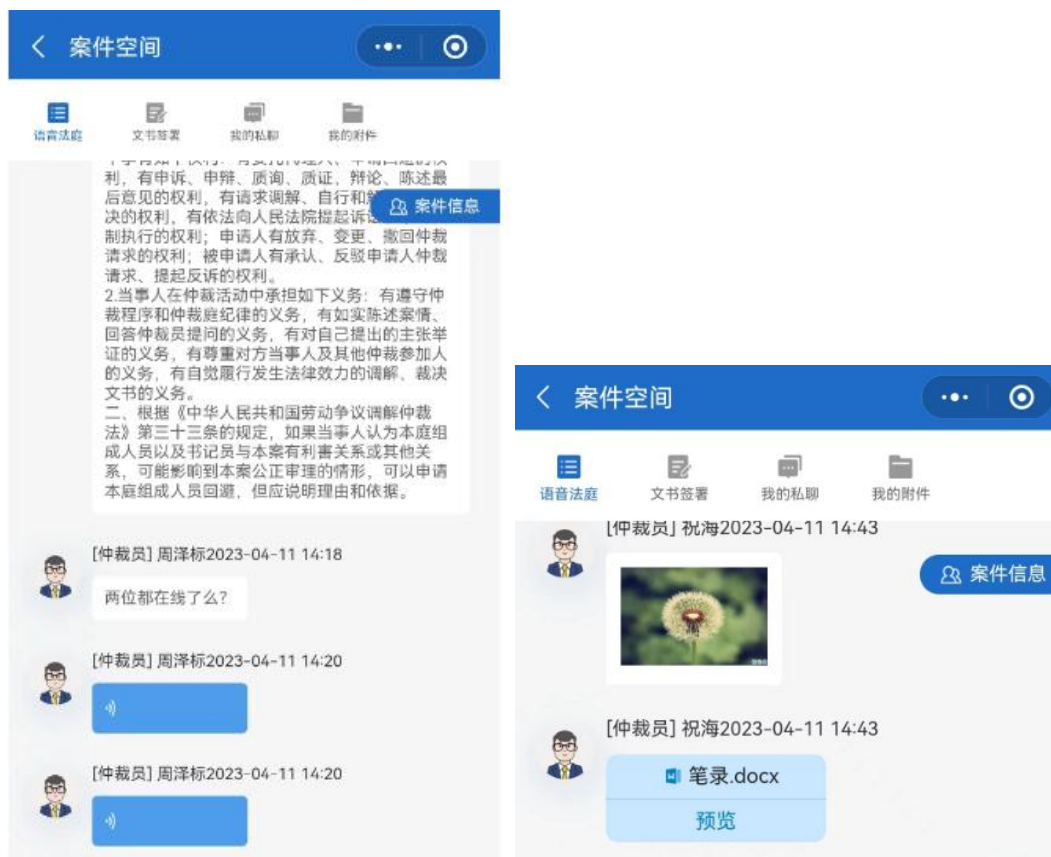 案件空间
语音法庭 文书签署 我的私聊 我的附件
利，有申诉、申辩、质询、质证，辩论、陈述最
后意见的权利，有请求调解、自行和
决的权利，有依法向人民法院提起诉
案件信息
制执行的权利；申请人有放弃、变更、撤回仲裁
请求的权利；被申请人有承认、反驳申请人仲裁
请求、提起反诉的权利。
2.当事人在仲裁活动中承担如下义务：有遵守仲
裁程序和仲裁庭纪律的义务，有如实陈述案情、
回答仲裁员提问的义务，有对自己提出的主张举
证的义务，有尊重对方当事人及其他仲裁参加人
的义务，有自觉履行发生法律效力的调解，裁决
文书的义务。
二、根据《中华人民共和国劳动争议调解仲裁
法》第三十三条的规定，如果当事人认为本庭组
成人员以及书记员与本案有利害关系或其他关
系，可能影响到本案公正审理的情形，可以申请
本庭组成人员回避，但应说明理由和依据。
[仲裁员] 周泽标2023-04-11 14:18
两位都在线了么?
[仲裁员] 周泽标2023-04-11 14:20
[仲裁员] 周泽标2023-04-11 14:20
案件空间
语音法庭 文书签署 我的私聊 我的附件
[仲裁员] 祝海2023-04-11 14:43
案件信息
[仲裁员] 祝海2023-04-11 14:43
笔录.docx
预览